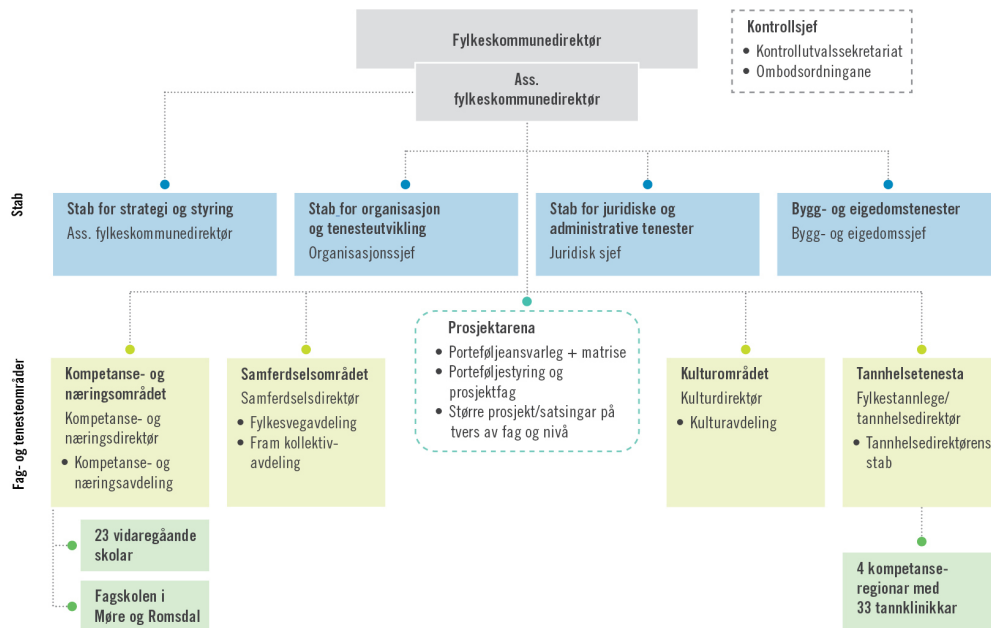 Fylkeskommunedirektør
Ass.
fylkeskommunedirektør
Kontrollsjef
• Kontrollutvalssekretariat
• Ombodsordningane
Stab
Stab for strategi og styring
Ass. fylkeskommunedirektør
Stab for organisasjon
og tenesteutvikling
Organisasjonssjef
Stab for juridiske og
administrative tenester
Juridisk sjef
Bygg- og eigedomstenester
Bygg- og eigedomssjef
Fag- og tenesteområder
Kompetanse- og
næringsområdet
Kompetanse- og
næringsdirektør
• Kompetanse- og
næringsavdeling
23 vidaregåande
skolar
Fagskolen i
Møre og Romsdal
Samferdselsområdet
Samferdselsdirektør
• Fylkesvegavdeling
• Fram kollektiv-
avdeling
Prosjektarena
• Porteføljeansvarleg + matrise
• Porteføljestyring og
prosjektfag
• Større prosjekt/satsingar på
tvers av fag og nivå
Kulturområdet
Kulturdirektør
• Kulturavdeling
Tannhelsetenesta
Fylkestannlege/
tannhelsedirektør
• Tannhelsedirektørens
stab
4 kompetanse-
regionar med
33 tannklinikkar